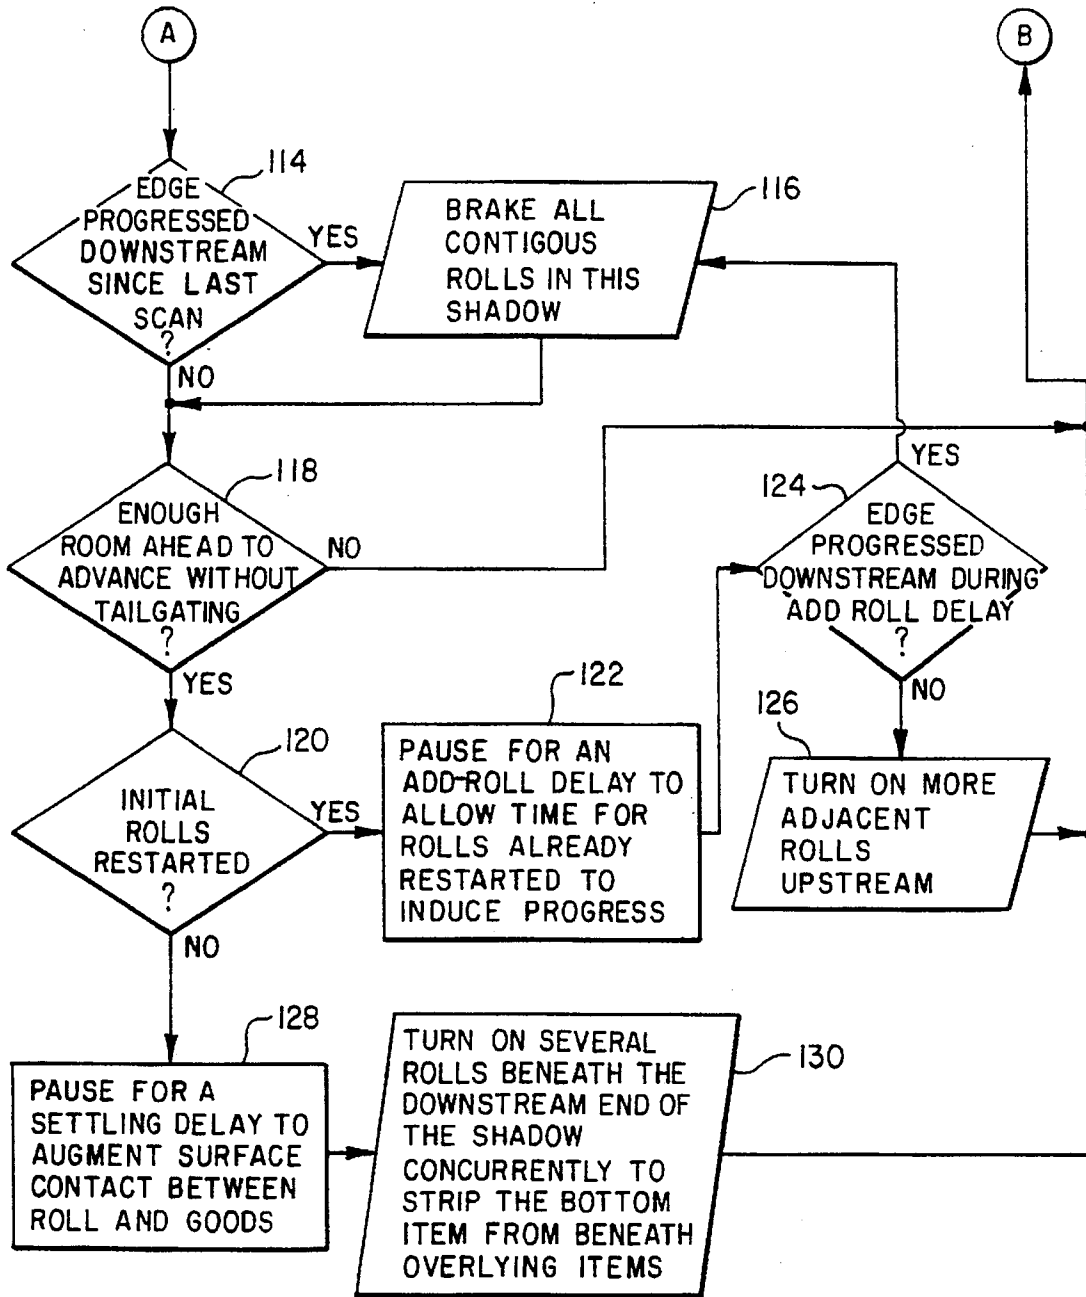 A
B
114
EDGE
PROGRESSED
DOWNSTREAM
SINCE LAST
SCAN
?
YES
NO
116
BRAKE ALL
CONTIGOUS
ROLLS IN THIS
SHADOW
118
ENOUGH
ROOM AHEAD TO
ADVANCE WITHOUT
TAILGATING
?
NO
YES
124
YES
EDGE
PROGRESSED
DOWNSTREAM DURING
ADD ROLL DELAY
?
NO
120
INITIAL
ROLLS
RESTARTED
?
YES
NO
122
PAUSE FOR AN
ADD-ROLL DELAY TO
ALLOW TIME FOR
ROLLS ALREADY
RESTARTED TO
INDUCE PROGRESS
126
TURN ON MORE
ADJACENT
ROLLS
UPSTREAM
128
PAUSE FOR A
SETTLING DELAY TO
AUGMENT SURFACE
CONTACT BETWEEN
ROLL AND GOODS
130
TURN ON SEVERAL
ROLLS BENEATH THE
DOWNSTREAM END OF
THE SHADOW
CONCURRENTLY TO
STRIP THE BOTTOM
ITEM FROM BENEATH
OVERLYING ITEMS